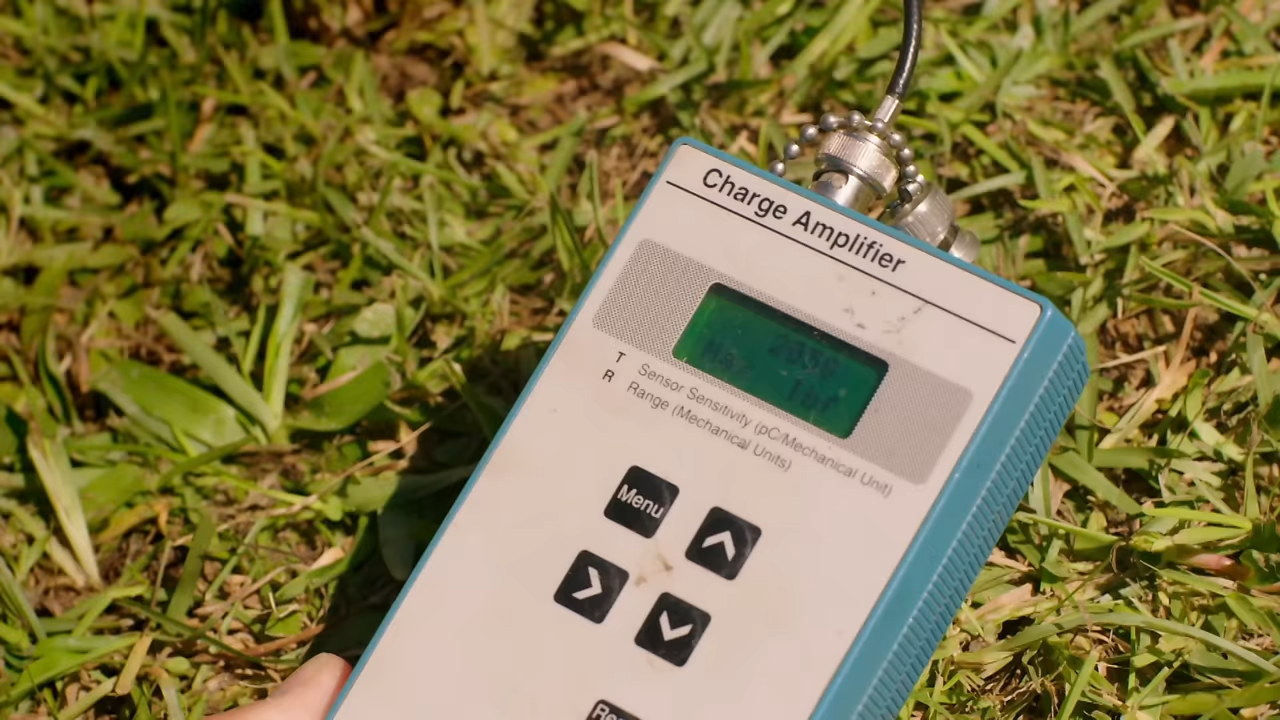 Charge Amplifier
T Sensor Sensitivity (pC/Mechanical Unit)
R Range (Mechanical Units)
Menu